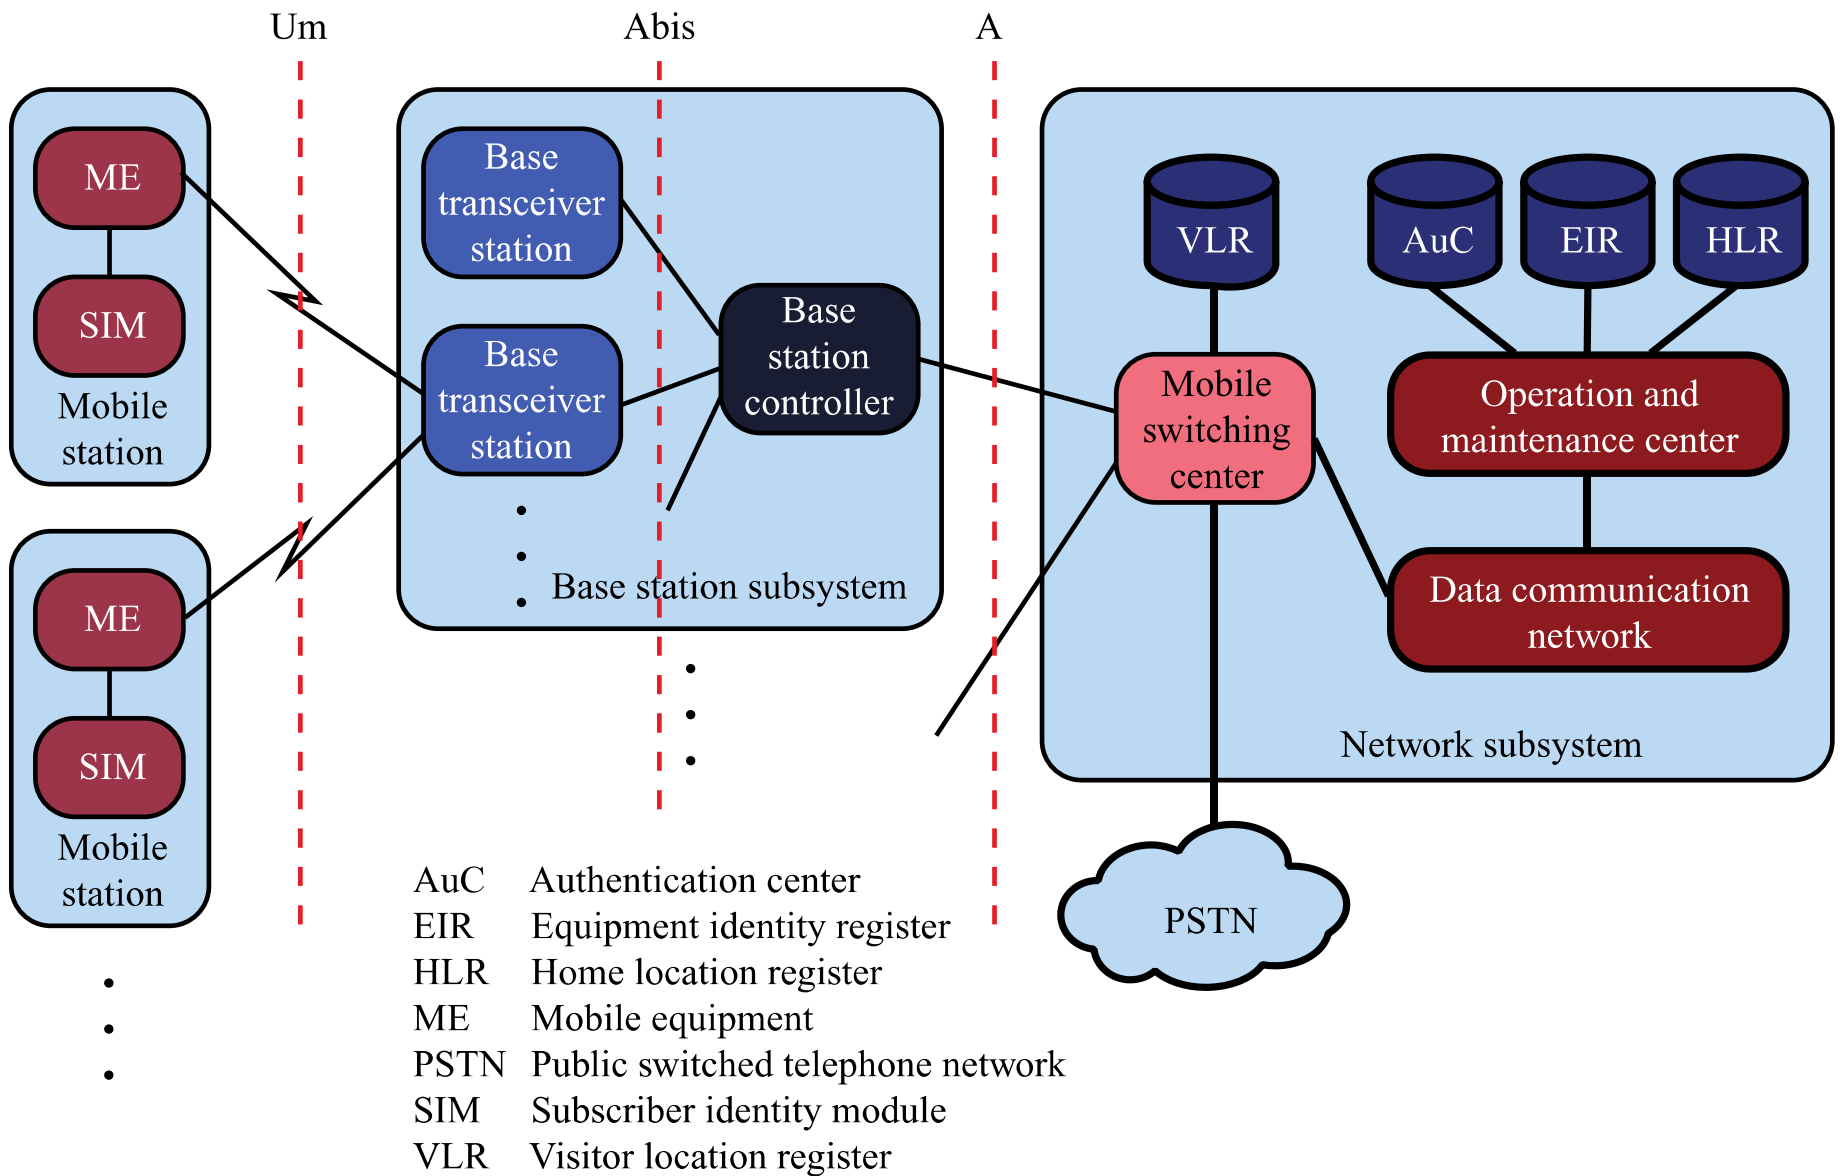 Um
Abis
A
ME
SIM
Mobile
station
ME
SIM
Mobile
station
Base
transceiver
station
Base
transceiver
station
Base
station
controller
Base station subsystem
VLR
AuC
EIR
HLR
Mobile
switching
center
Operation and
maintenance center
Data communication
network
Network subsystem
PSTN
AuC Authentication center
EIR Equipment identity register
HLR Home location register
ME Mobile equipment
PSTN Public switched telephone network
SIM Subscriber identity module
VLR Visitor location register